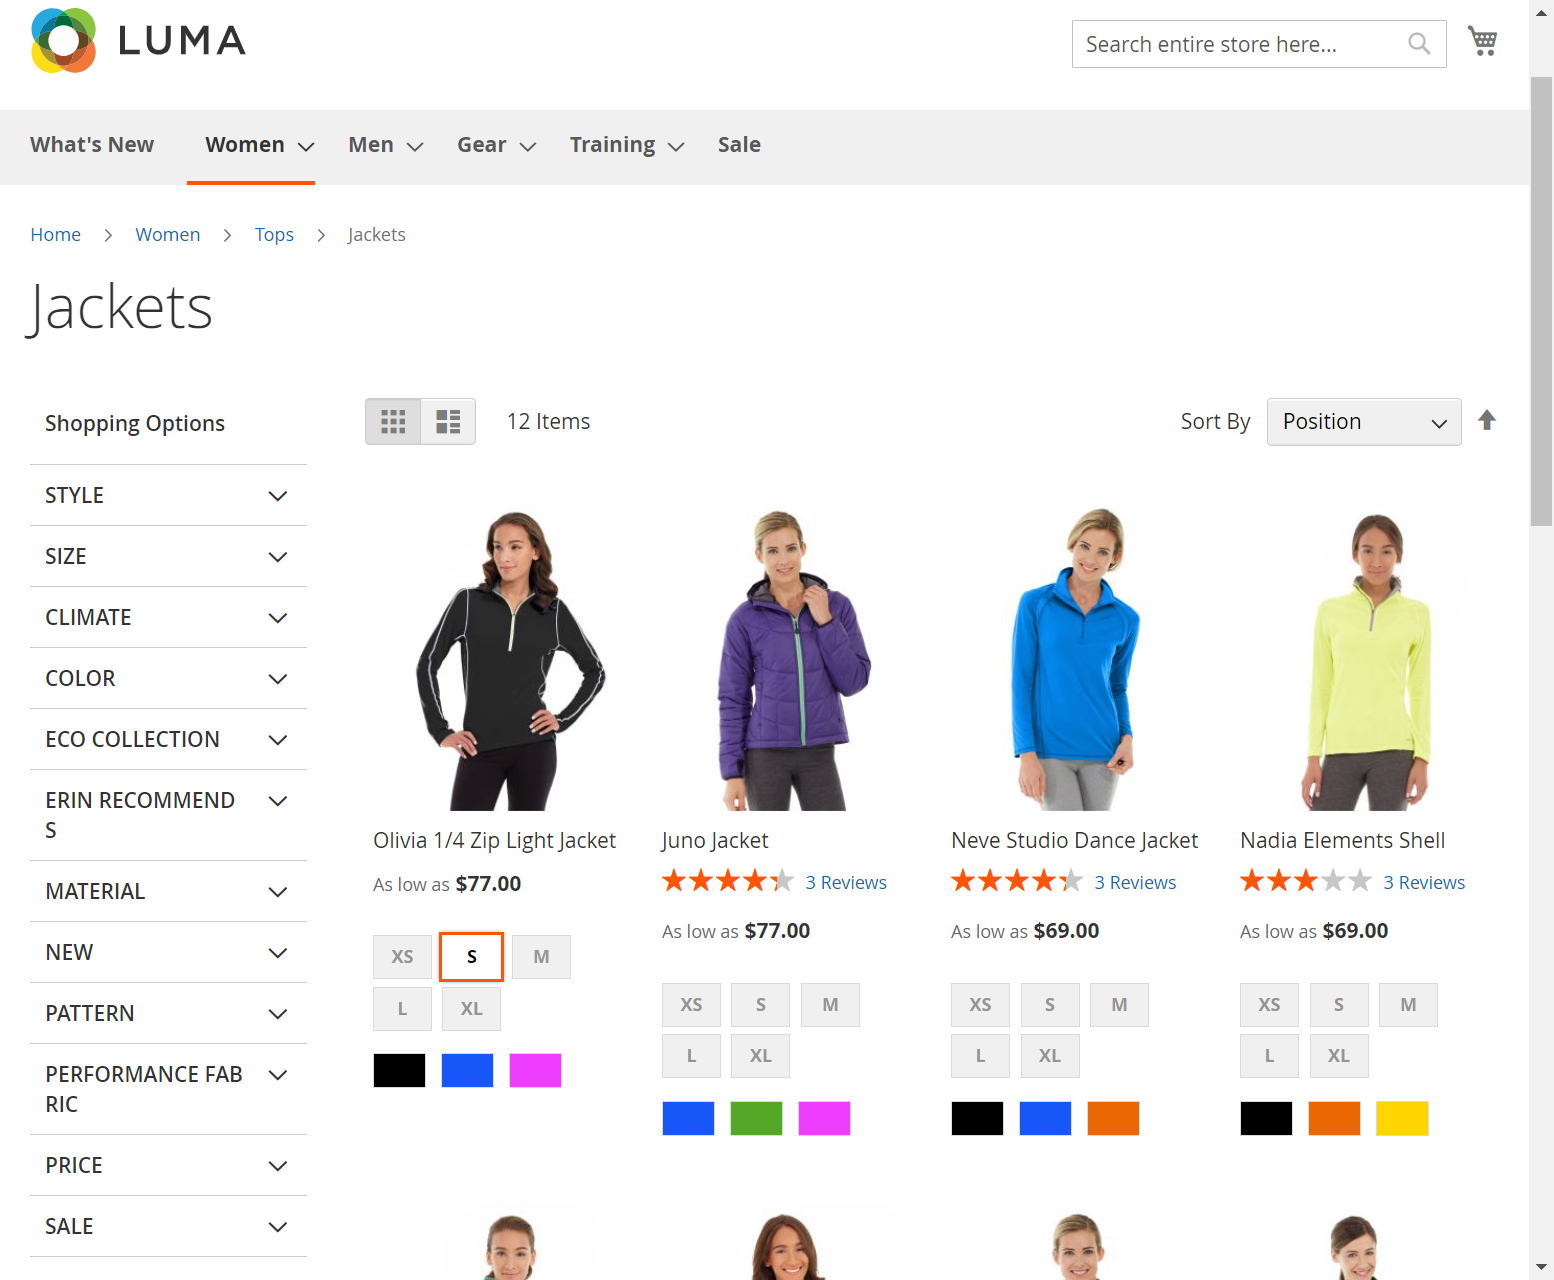 LUMA
Search entire store here...
What's New Women Men Gear Training Sale
Home Women Tops Jackets
Jackets
Shopping Options
12 Items
Sort By Position
STYLE
SIZE
CLIMATE
COLOR
ECO COLLECTION
ERIN RECOMMEND
S
MATERIAL
NEW
PATTERN
PERFORMANCE FAB
RIC
PRICE
SALE
Olivia 1/4 Zip Light Jacket
As low as $77.00
XS S M
L XL
Juno Jacket
3 Reviews
As low as $77.00
XS S M
L XL
Neve Studio Dance Jacket
3 Reviews
As low as $69.00
XS S M
L XL
Nadia Elements Shell
3 Reviews
As low as $69.00
XS S M
L XL